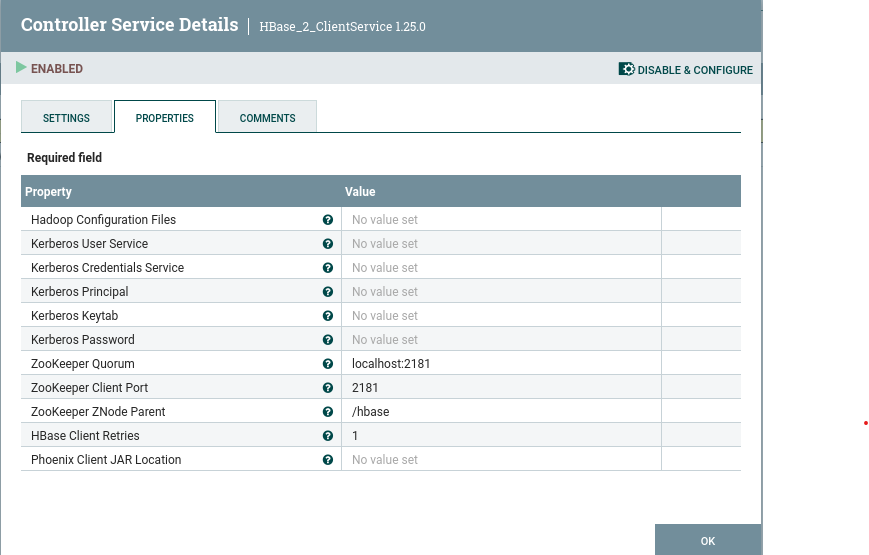 Controller Service Details | HBase_2_ClientService 1.25.0
ENABLED DISABLE & CONFIGURE
SETTINGS PROPERTIES COMMENTS
Required field
Property Value
Hadoop Configuration Files No value set
Kerberos User Service No value set
Kerberos Credentials Service No value set
Kerberos Principal No value set
Kerberos Keytab No value set
Kerberos Password No value set
ZooKeeper Quorum localhost:2181
ZooKeeper Client Port 2181
ZooKeeper ZNode Parent /hbase
HBase Client Retries 1
Phoenix Client JAR Location No value set
OK